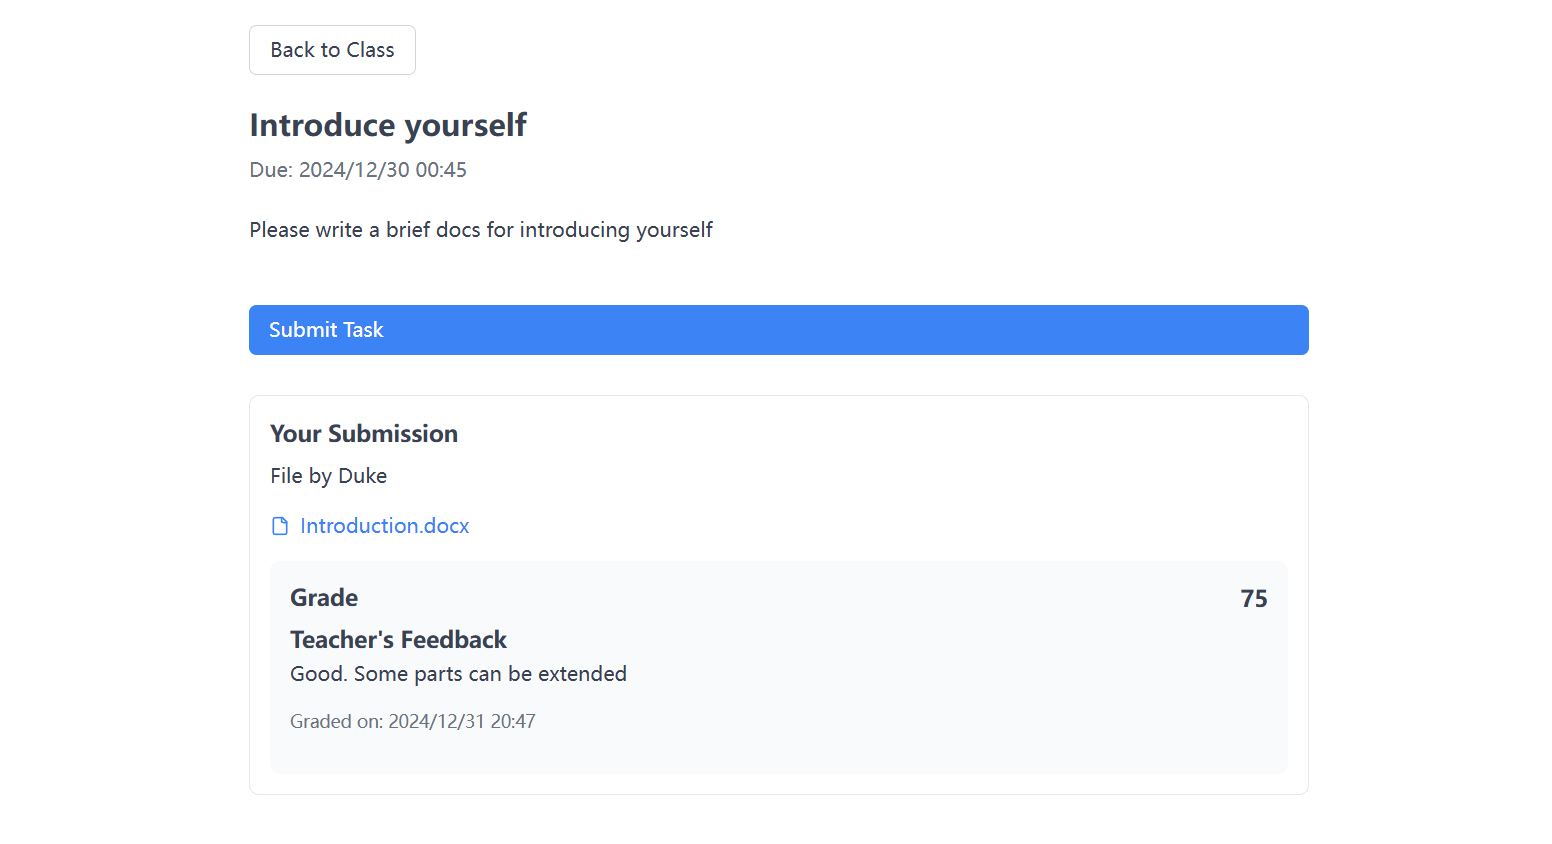 Back to Class
Introduce yourself
Due: 2024/12/30 00:45
Please write a brief docs for introducing yourself
Submit Task
Your Submission
File by Duke
Introduction.docx
Grade 75
Teacher's Feedback
Good. Some parts can be extended
Graded on: 2024/12/31 20:47